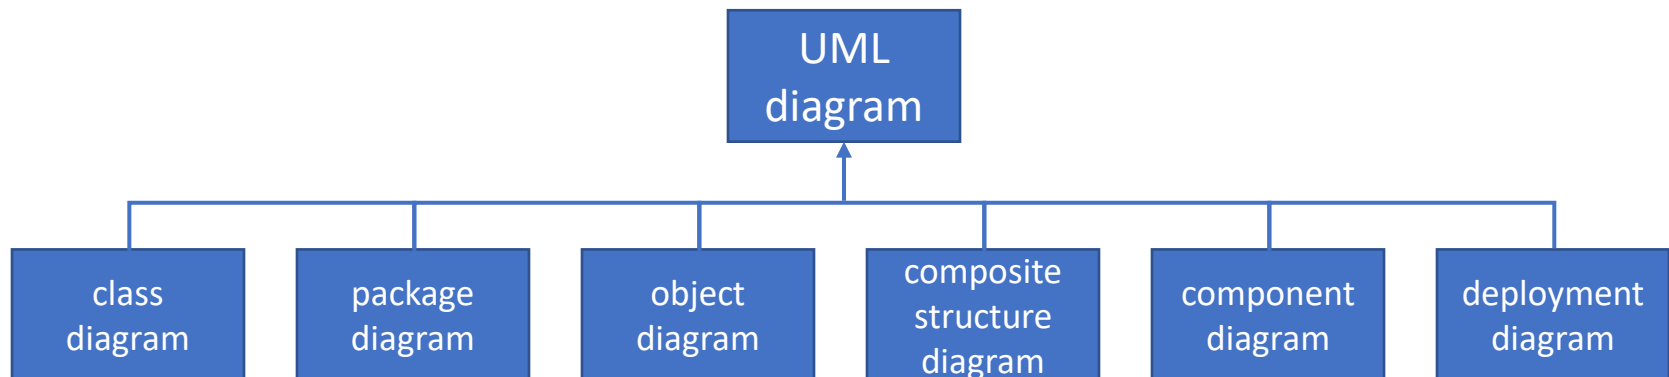 UML
diagram
class
diagram
package
diagram
object
diagram
composite
structure
diagram
component
diagram
deployment
diagram